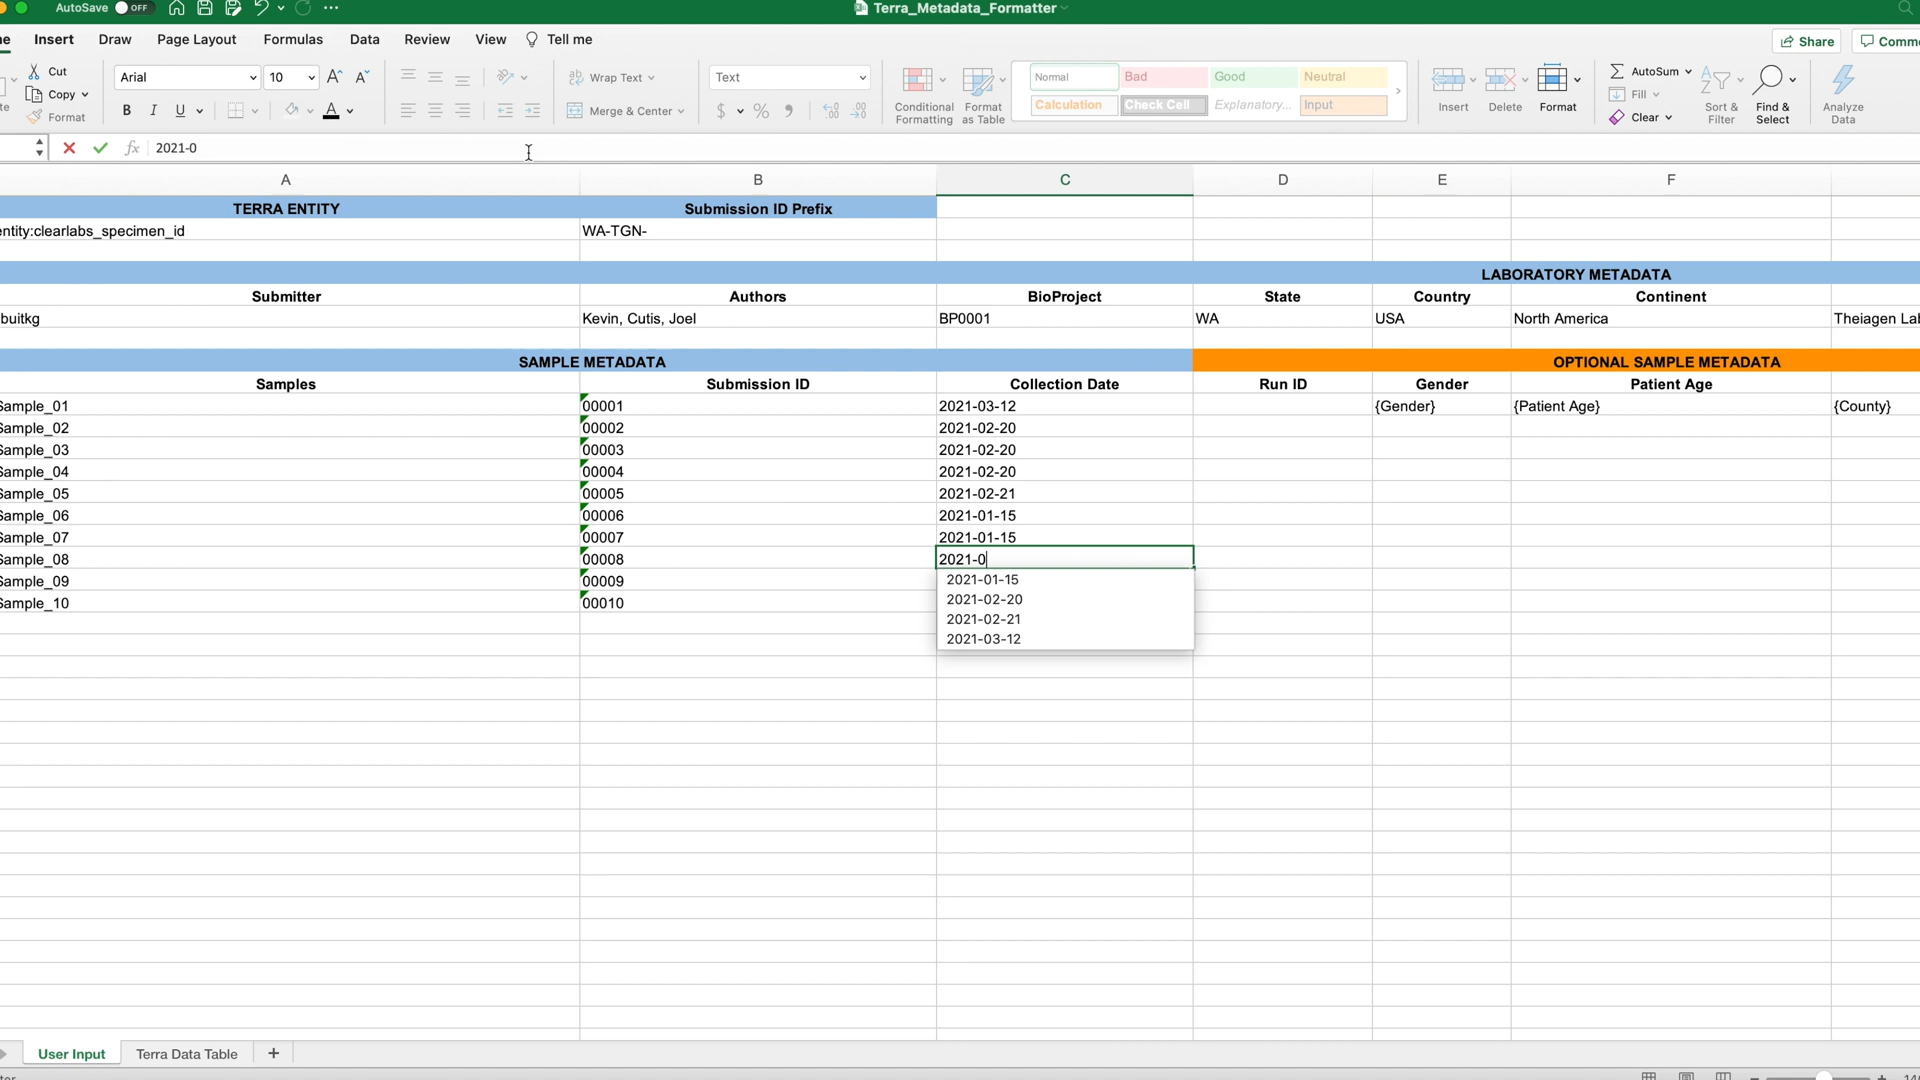 AutoSave OFF Terra_Metadata_Formatter
Insert Draw Page Layout Formulas Data Review View Tell me Share
Cut Arial 10 Wrap Text Text Normal Bad Good Neutral AutoSum
Copy Calculation Check Cell Explanatory... Input Fill
Format Merge & Center $ % Conditional Formatting Format as Table Insert Delete Format Clear Sort & Filter Find & Select Analyze Data
fx 2021-0
A B C D E F
TERRA ENTITY Submission ID Prefix
entity:clearlabs_specimen_id WA-TGN-
LABORATORY METADATA
Submitter Authors BioProject State Country Continent
buitkg Kevin, Cutis, Joel BP0001 WA USA North America Theiagen
SAMPLE METADATA OPTIONAL SAMPLE METADATA
Samples Submission ID Collection Date Run ID Gender Patient Age
Sample_01 00001 2021-03-12 {Gender} {Patient Age} {County}
Sample_02 00002 2021-02-20
Sample_03 00003 2021-02-20
Sample_04 00004 2021-02-20
Sample_05 00005 2021-02-21
Sample_06 00006 2021-01-15
Sample_07 00007 2021-01-15
Sample_08 00008 2021-0
Sample_09 00009 2021-01-15
2021-02-20
Sample_10 00010 2021-02-21
2021-03-12
User Input Terra Data Table +